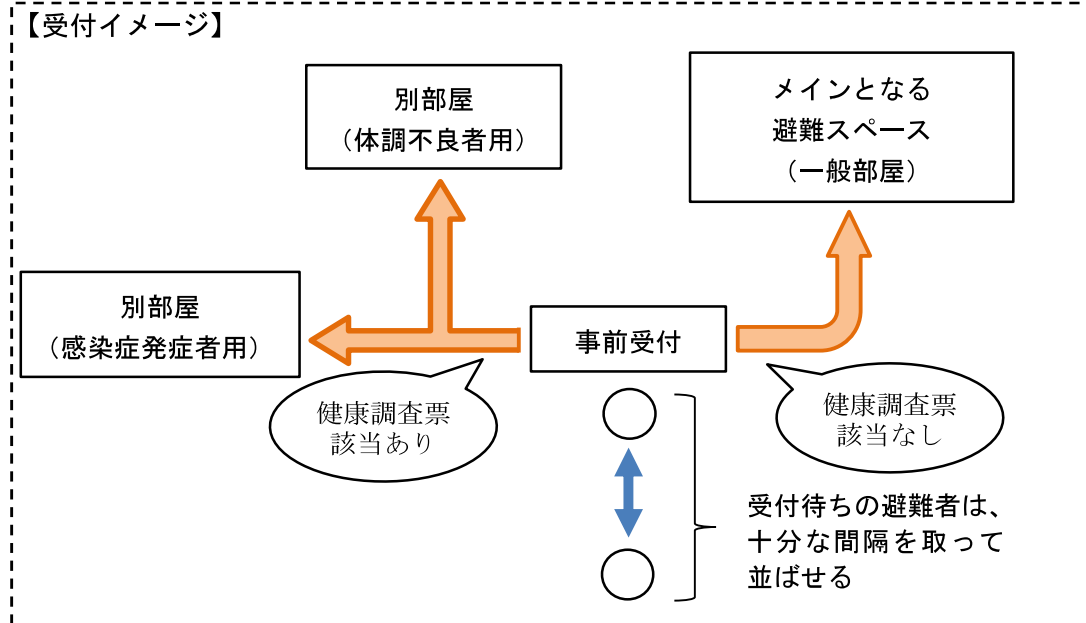 【受付イメージ】
別部屋
（体調不良者用）
メインとなる
避難スペース
（一般部屋）
別部屋
（感染症発症者用）
事前受付
健康調査票
該当あり
健康調査票
該当なし
受付待ちの避難者は、
十分な間隔を取って
並ばせる